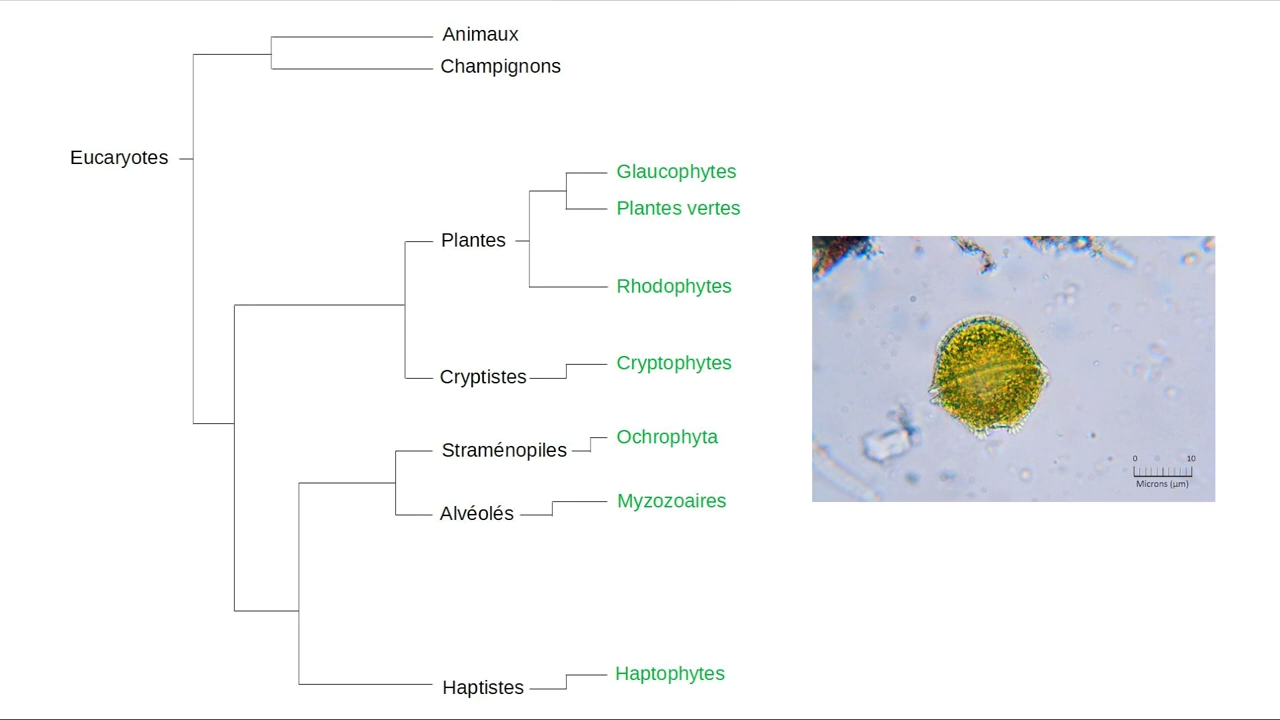 Animaux
Champignons
Eucaryotes
Glaucophytes
Plantes vertes
Plantes
Rhodophytes
Cryptophytes
Cryptistes
Ochrophyta
Straménopiles
Myzozoaires
Alvéolés
0 10
Microns (µm)
Haptophytes
Haptistes